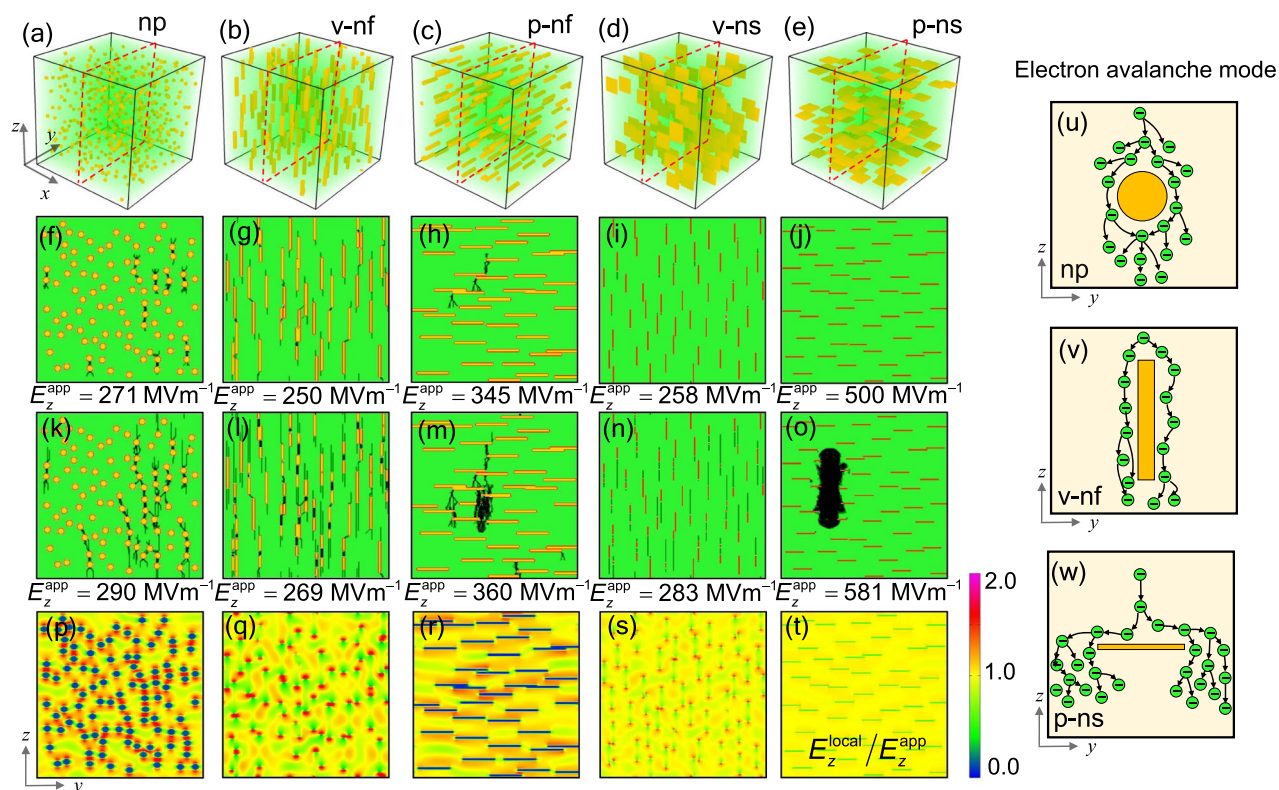 np v-nf p-nf v-ns p-ns
(a) (b) (c) (d) (e)
z y x
Electron avalanche mode
(f) (g) (h) (i) (j)
E_z^app = 271 MVm⁻¹ E_z^app = 250 MVm⁻¹ E_z^app = 345 MVm⁻¹ E_z^app = 258 MVm⁻¹ E_z^app = 500 MVm⁻¹
(k) (l) (m) (n) (o)
E_z^app = 290 MVm⁻¹ E_z^app = 269 MVm⁻¹ E_z^app = 360 MVm⁻¹ E_z^app = 283 MVm⁻¹ E_z^app = 581 MVm⁻¹
(p) (q) (r) (s) (t)
z y
E_z^local/E_z^app
2.0
1.0
0.0
(u)
np
z y
(v)
v-nf
z y
(w)
p-ns
z y